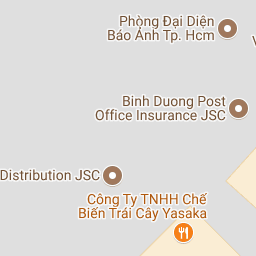 Phòng Đại Diện
Báo Ảnh Tp. Hcm
Binh Duong Post
Office Insurance JSC
Distribution JSC
Công Ty TNHH Chế
Biến Trái Cây Yasaka